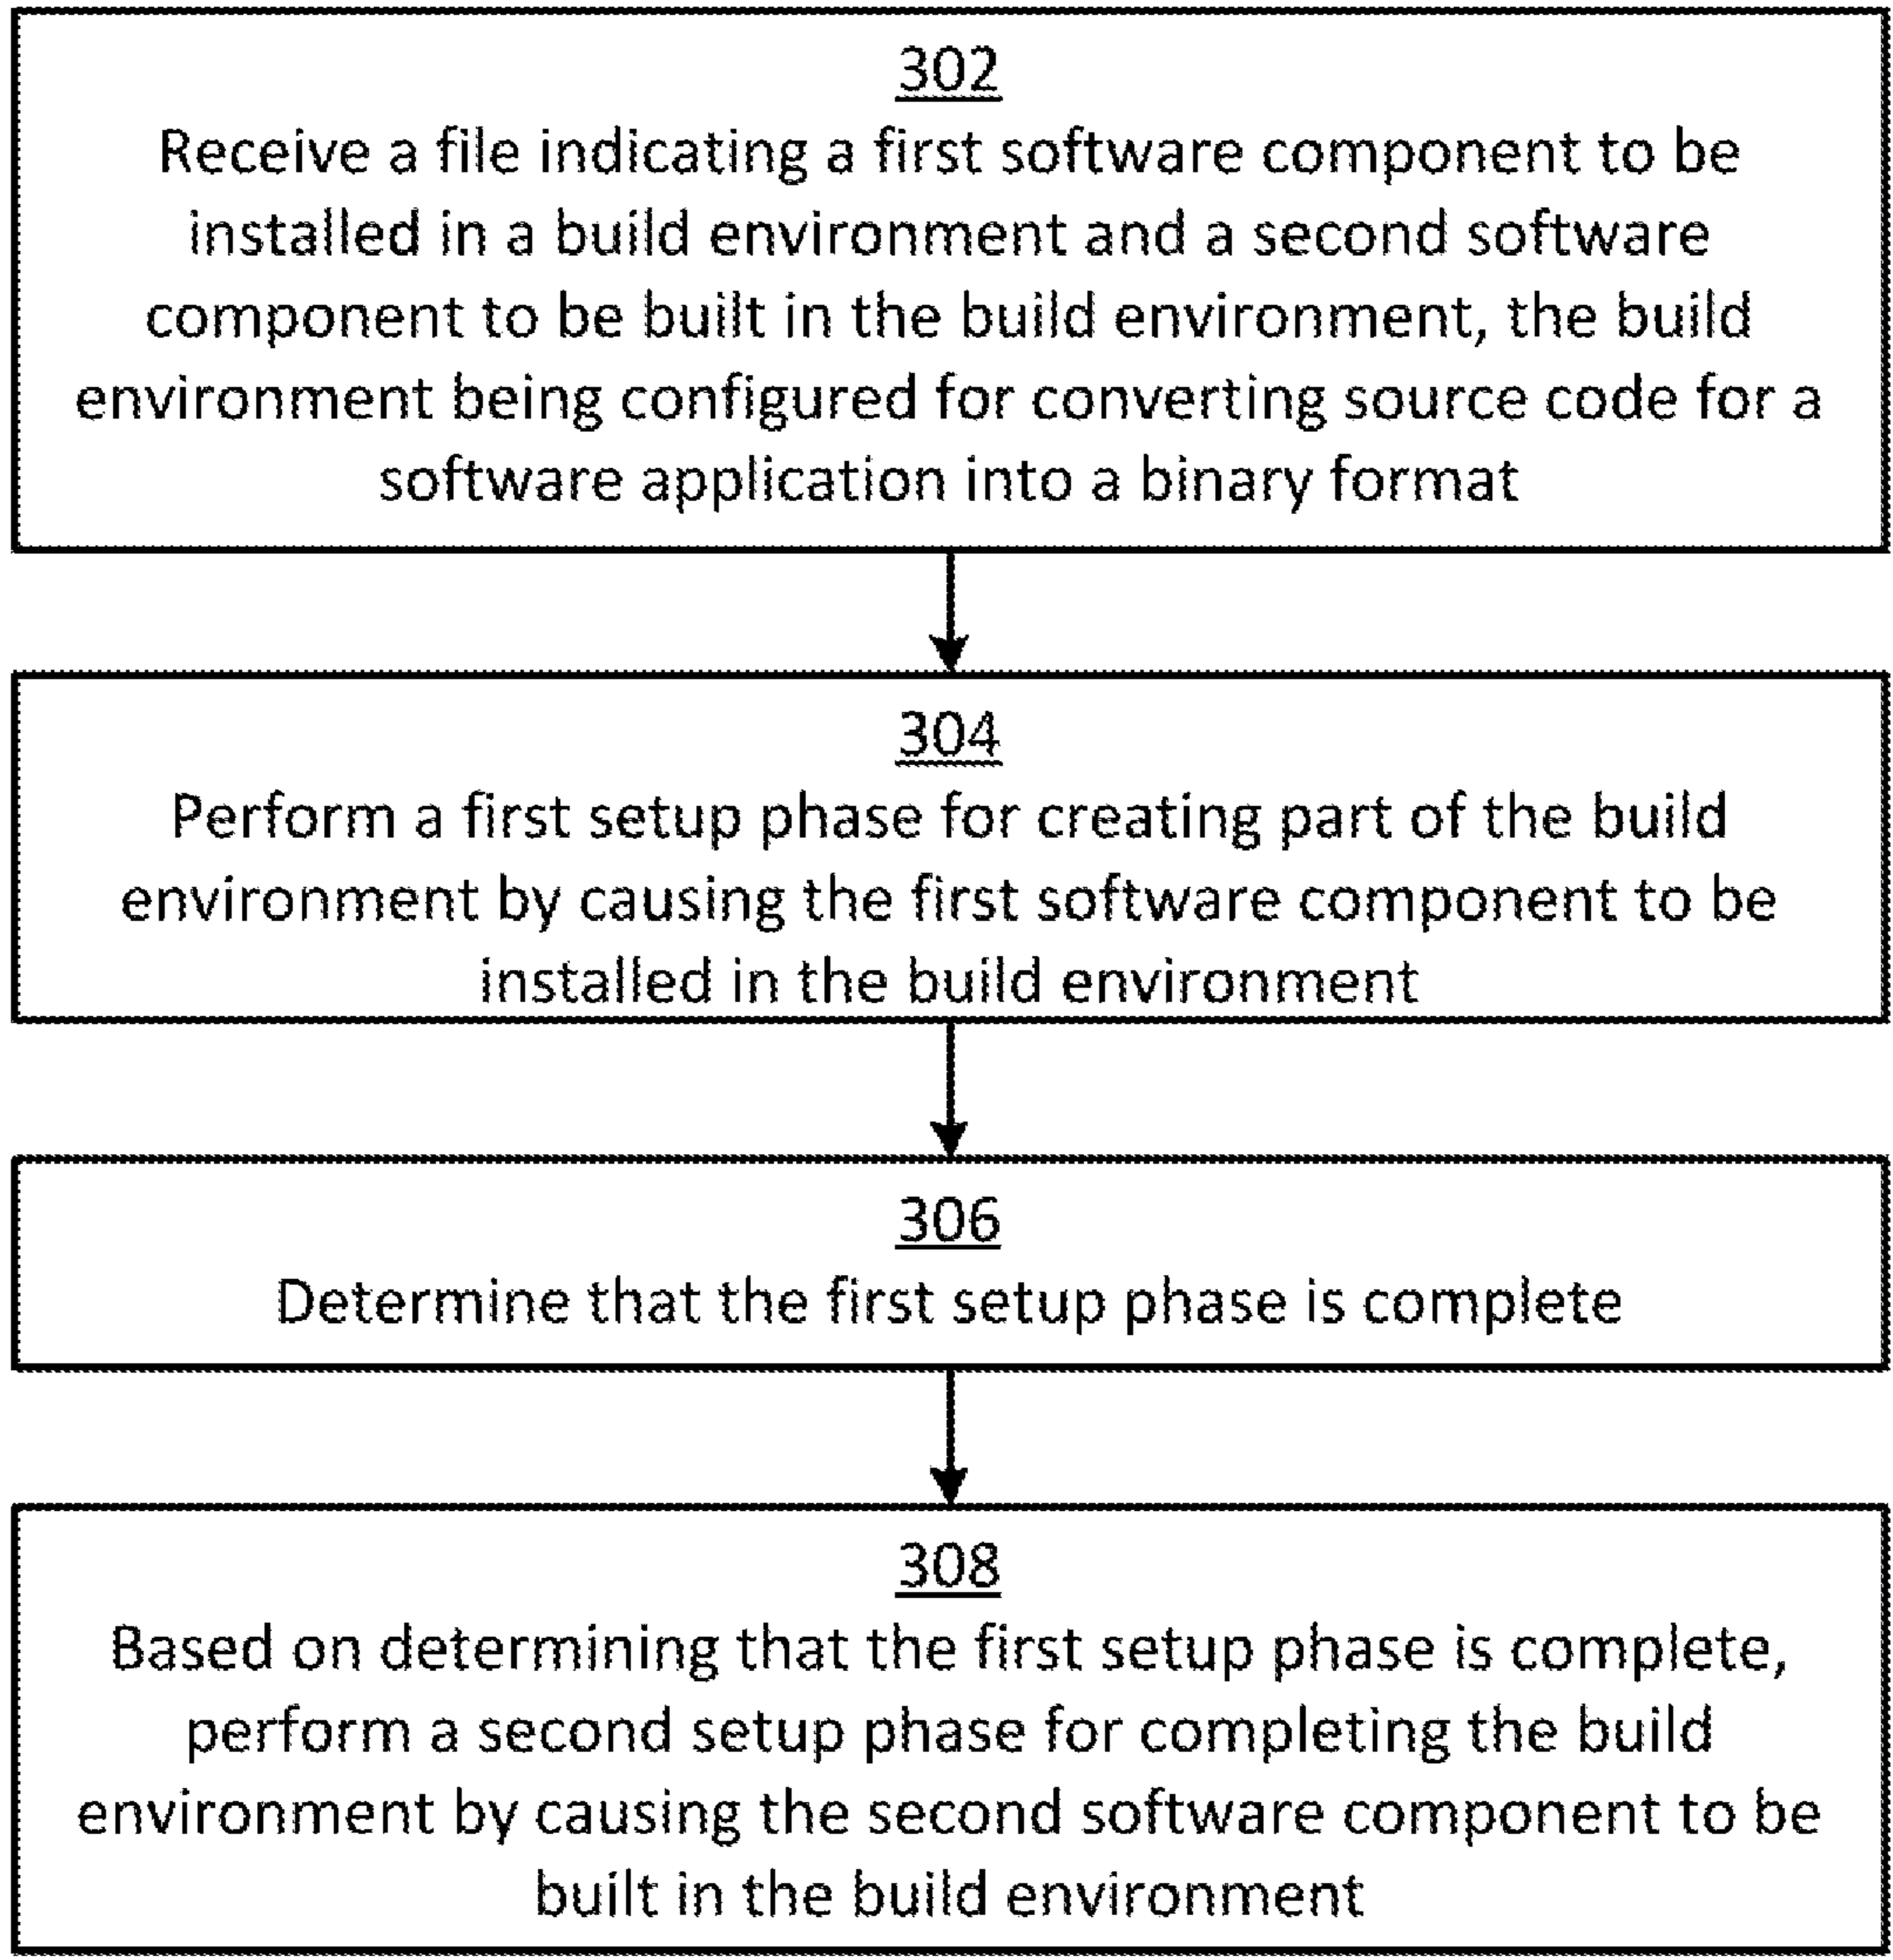 302
Receive a file indicating a first software component to be
installed in a build environment and a second software
component to be built in the build environment, the build
environment being configured for converting source code for a
software application into a binary format
304
Perform a first setup phase for creating part of the build
environment by causing the first software component to be
installed in the build environment
306
Determine that the first setup phase is complete
308
Based on determining that the first setup phase is complete,
perform a second setup phase for completing the build
environment by causing the second software component to be
built in the build environment